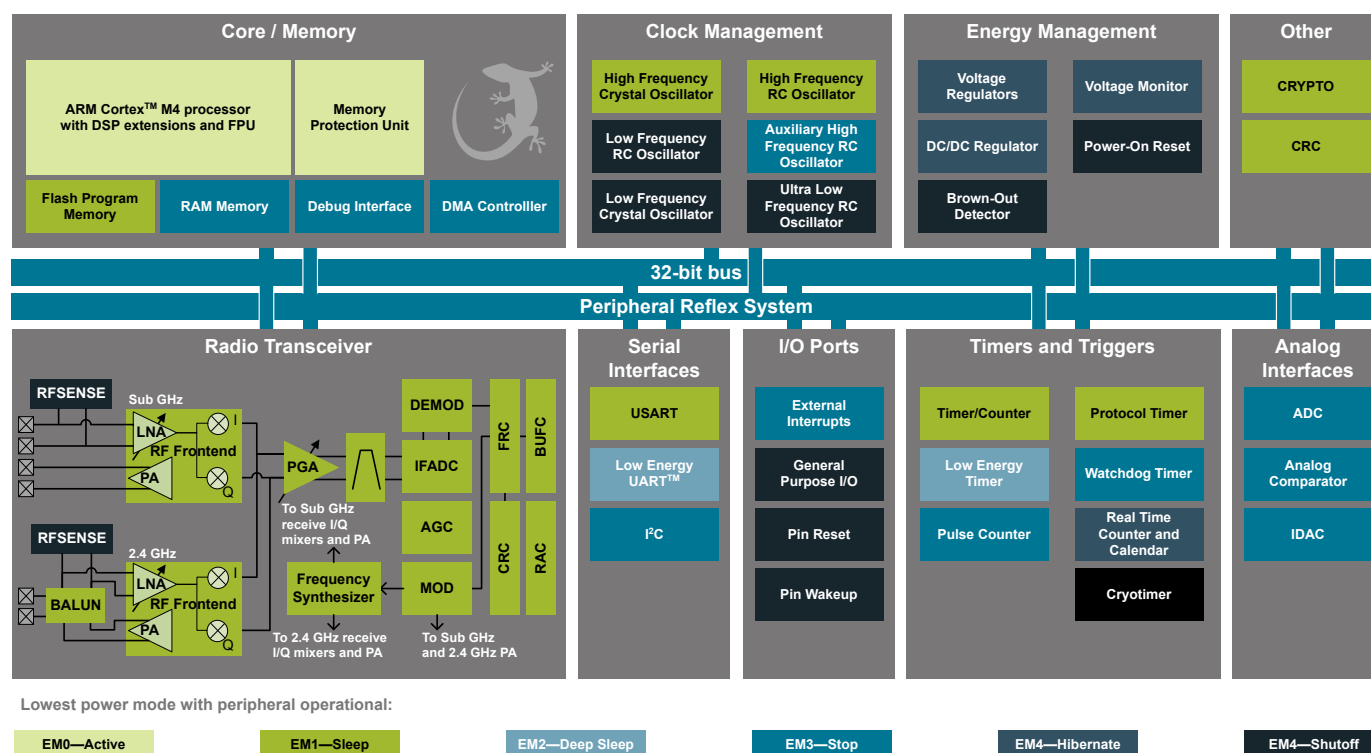 Core / Memory
ARM Cortex™ M4 processor
with DSP extensions and FPU
Memory
Protection Unit
Flash Program
Memory
RAM Memory
Debug Interface
DMA Controlller
Clock Management
High Frequency
Crystal Oscillator
High Frequency
RC Oscillator
Low Frequency
RC Oscillator
Auxiliary High
Frequency RC
Oscillator
Low Frequency
Crystal Oscillator
Ultra Low
Frequency RC
Oscillator
Energy Management
Voltage
Regulators
Voltage Monitor
DC/DC Regulator
Power-On Reset
Brown-Out
Detector
Other
CRYPTO
CRC
32-bit bus
Peripheral Reflex System
Radio Transceiver
RFSENSE
Sub GHz
LNA
RF Frontend
PA
I
Q
PGA
DEMOD
IFADC
AGC
MOD
FRC
BUFC
CRC
RAC
To Sub GHz
receive I/Q
mixers and PA
Frequency
Synthesizer
To 2.4 GHz receive
I/Q mixers and PA
To Sub GHz
and 2.4 GHz PA
RFSENSE
2.4 GHz
LNA
BALUN
RF Frontend
PA
I
Q
Serial
Interfaces
USART
Low Energy
UART™
I²C
I/O Ports
External
Interrupts
General
Purpose I/O
Pin Reset
Pin Wakeup
Timers and Triggers
Timer/Counter
Protocol Timer
Low Energy
Timer
Watchdog Timer
Pulse Counter
Real Time
Counter and
Calendar
Cryotimer
Analog
Interfaces
ADC
Analog
Comparator
IDAC
Lowest power mode with peripheral operational:
EM0—Active
EM1—Sleep
EM2—Deep Sleep
EM3—Stop
EM4—Hibernate
EM4—Shutoff